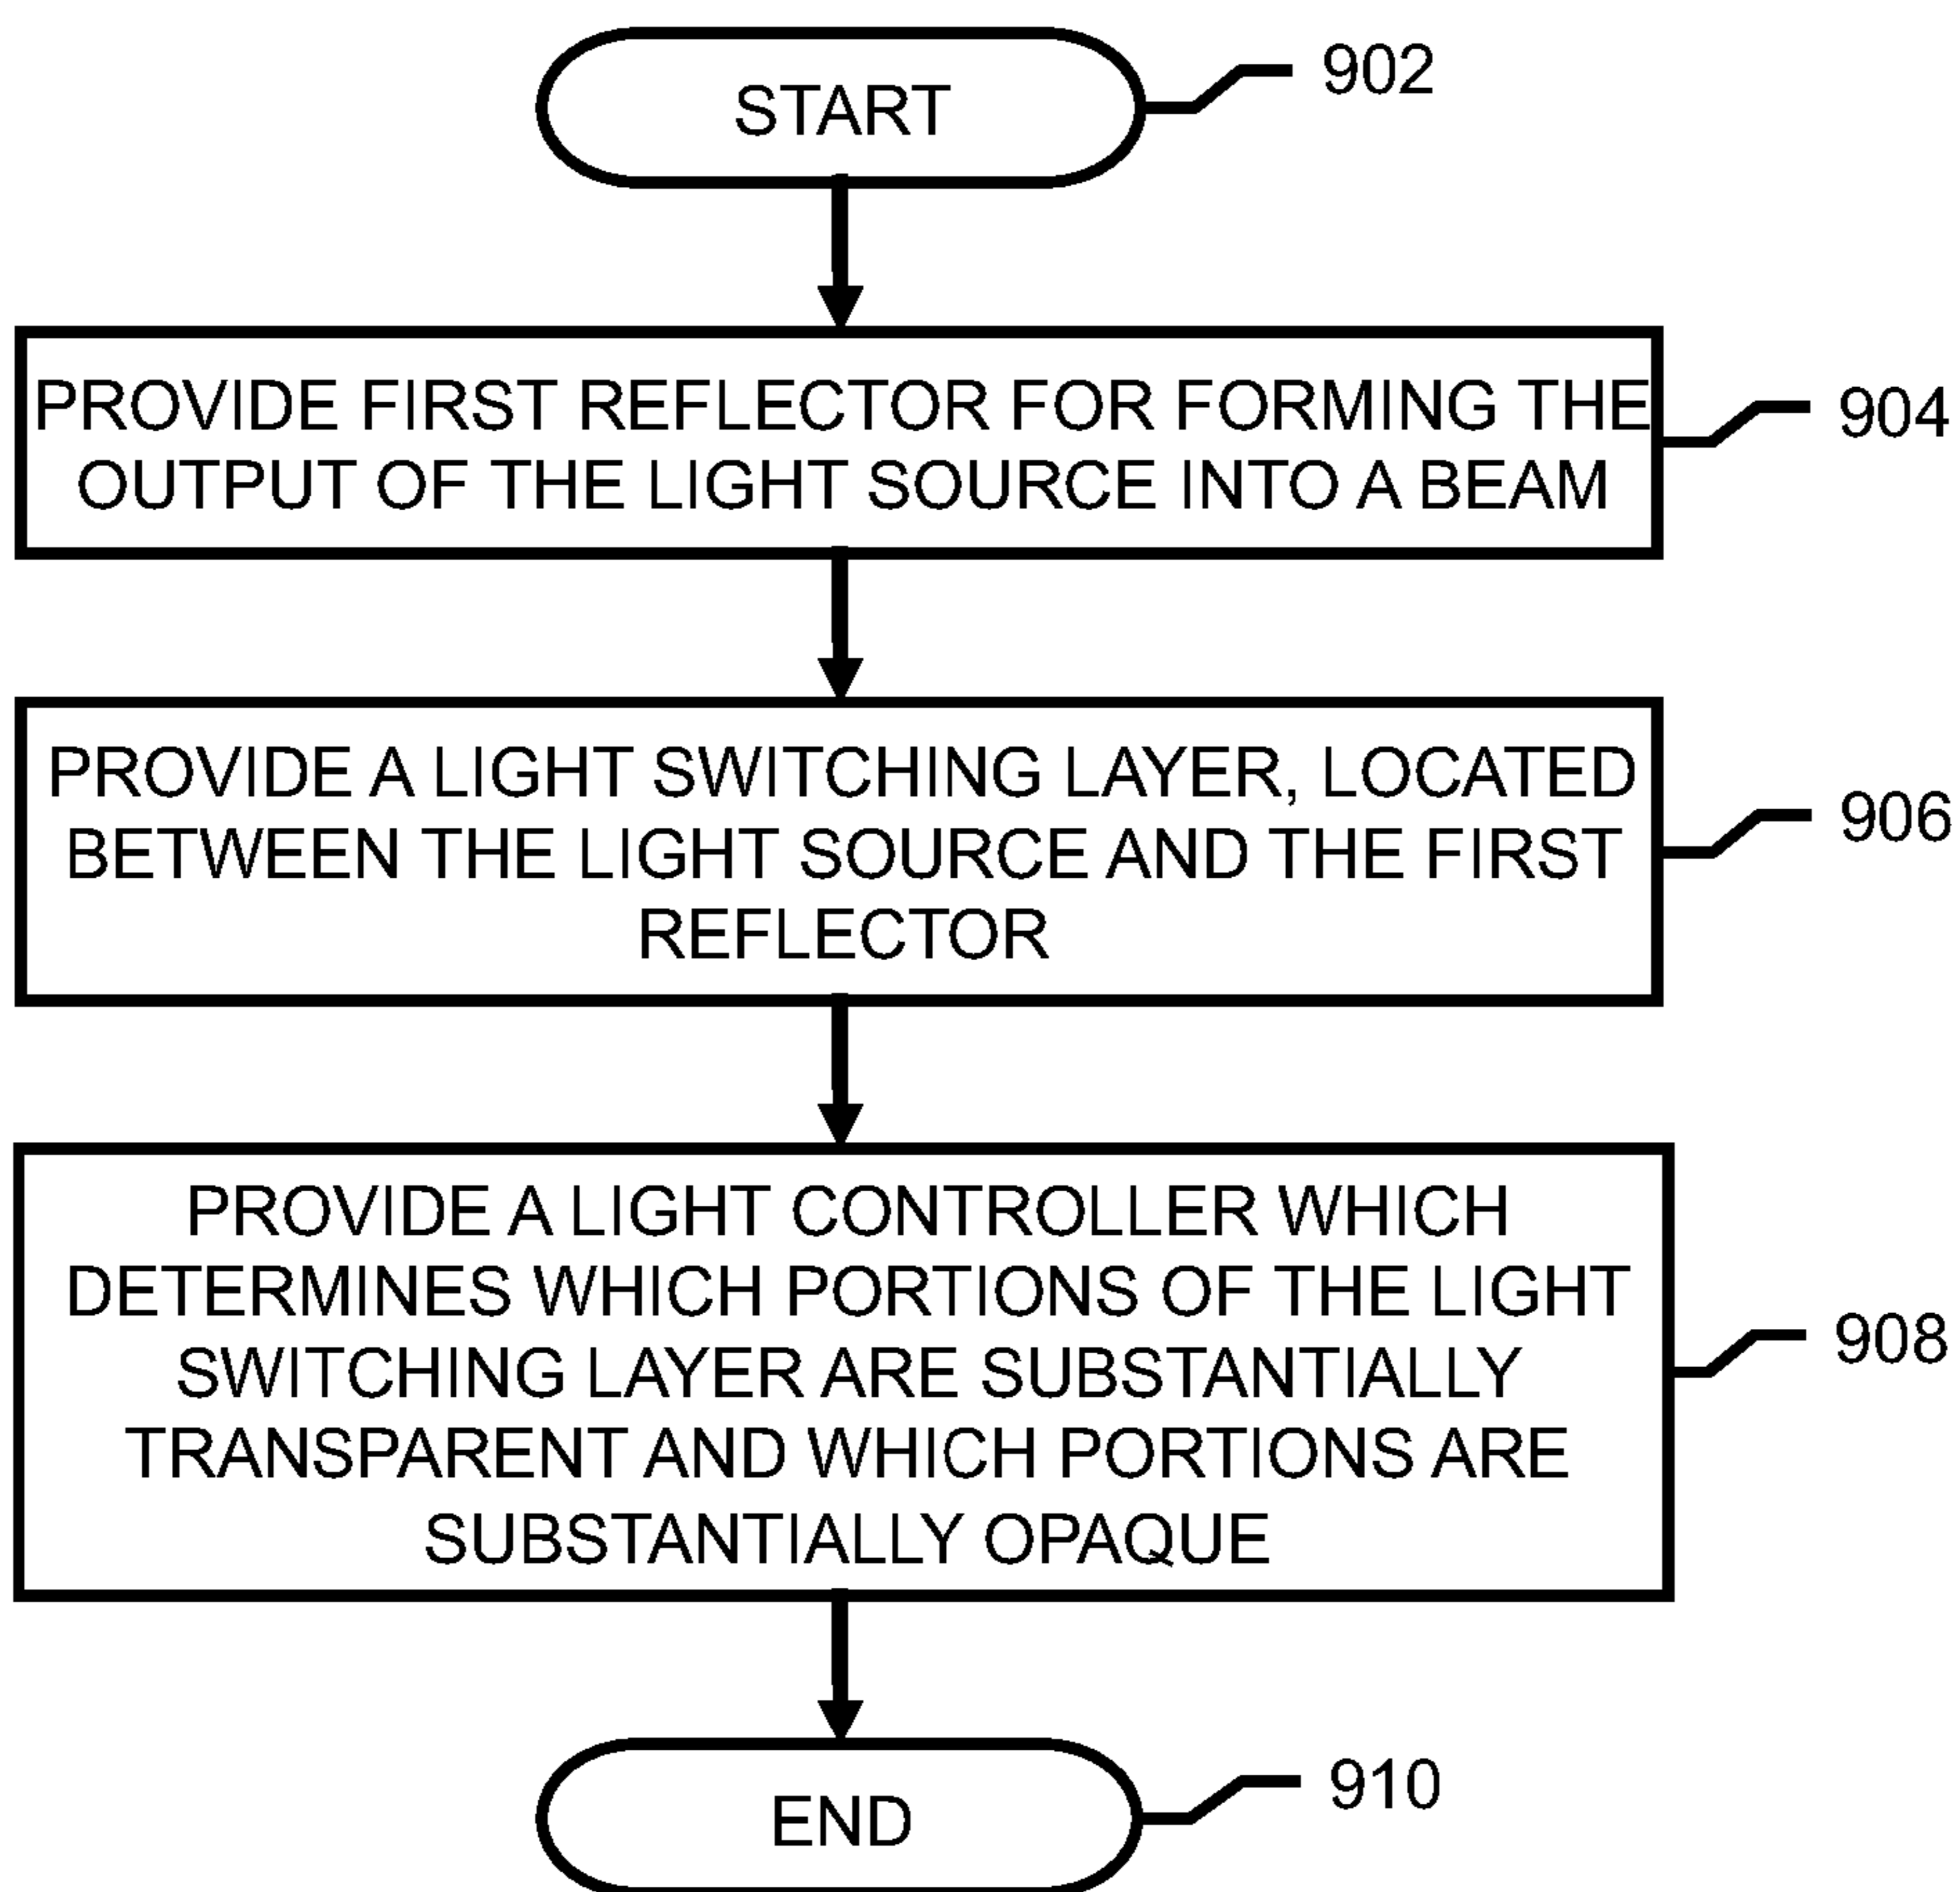 START
902
PROVIDE FIRST REFLECTOR FOR FORMING THE
OUTPUT OF THE LIGHT SOURCE INTO A BEAM
904
PROVIDE A LIGHT SWITCHING LAYER, LOCATED
BETWEEN THE LIGHT SOURCE AND THE FIRST
REFLECTOR
906
PROVIDE A LIGHT CONTROLLER WHICH
DETERMINES WHICH PORTIONS OF THE LIGHT
SWITCHING LAYER ARE SUBSTANTIALLY
TRANSPARENT AND WHICH PORTIONS ARE
SUBSTANTIALLY OPAQUE
908
END
910